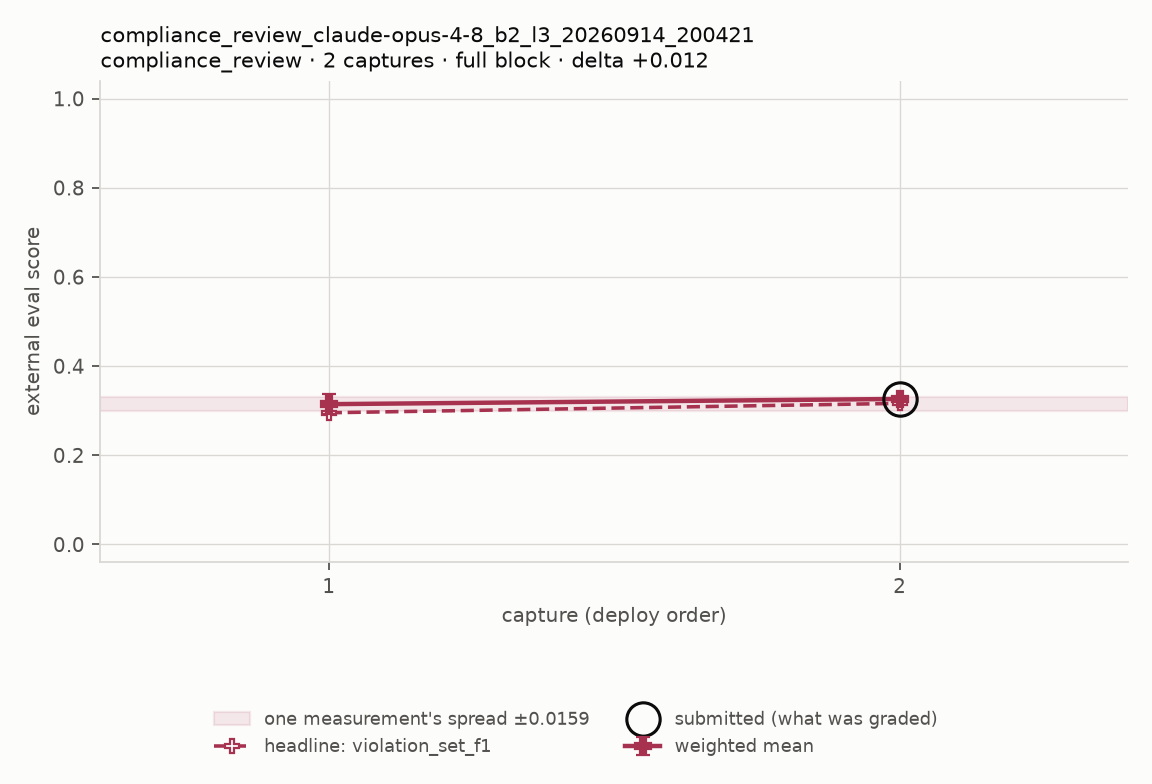 compliance_review_claude-opus-4-8_b2_l3_20260914_200421
compliance_review · 2 captures · full block · delta +0.012
1.0
0.8
0.6
0.4
0.2
0.0
external eval score
1
2
capture (deploy order)
one measurement's spread ±0.0159
headline: violation_set_f1
submitted (what was graded)
weighted mean